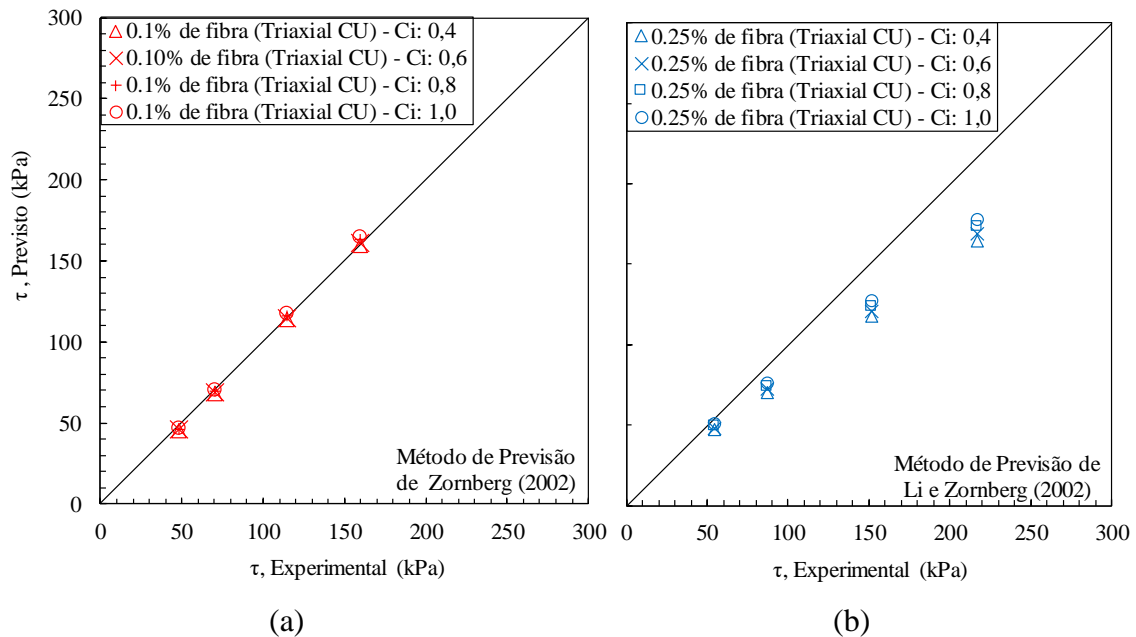 300
250
200
150
100
50
0
τ , Previsto (kPa)
0.1% de fibra (Triaxial CU) - Ci: 0,4
0.10% de fibra (Triaxial CU) - Ci: 0,6
0.1% de fibra (Triaxial CU) - Ci: 0,8
0.1% de fibra (Triaxial CU) - Ci: 1,0
Método de Previsão
de Zornberg (2002)
0 50 100 150 200 250 300
τ, Experimental (kPa)
(a)
0.25% de fibra (Triaxial CU) - Ci: 0,4
0.25% de fibra (Triaxial CU) - Ci: 0,6
0.25% de fibra (Triaxial CU) - Ci: 0,8
0.25% de fibra (Triaxial CU) - Ci: 1,0
Método de Previsão de
Li e Zornberg (2002)
0 50 100 150 200 250 300
τ, Experimental (kPa)
(b)